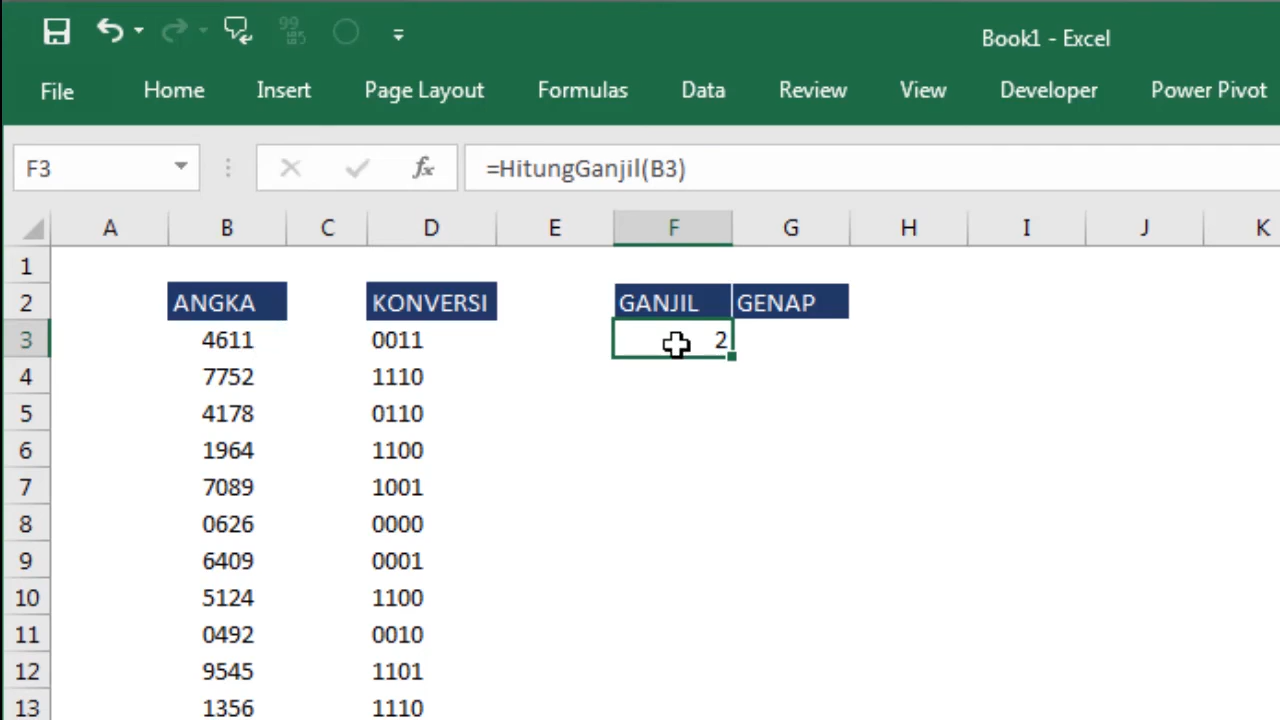 Book1 - Excel
File Home Insert Page Layout Formulas Data Review View Developer Power Pivot
F3 fx =HitungGanjil(B3)
A B C D E F G H I J K
1
2 ANGKA KONVERSI GANJIL GENAP
3 4611 0011 2
4 7752 1110
5 4178 0110
6 1964 1100
7 7089 1001
8 0626 0000
9 6409 0001
10 5124 1100
11 0492 0010
12 9545 1101
13 1356 1110